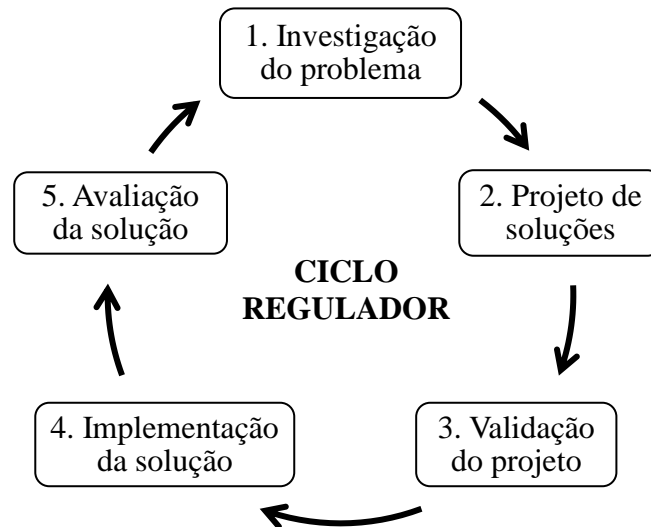 1. Investigação
do problema
2. Projeto de
soluções
3. Validação
do projeto
4. Implementação
da solução
5. Avaliação
da solução
CICLO
REGULADOR